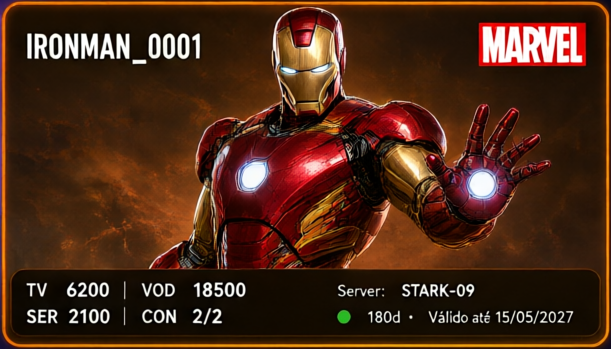 IRONMAN_0001
MARVEL
TV 6200 | VOD 18500
SER 2100 | CON 2/2
Server: STARK-09
180d • Válido até 15/05/2027